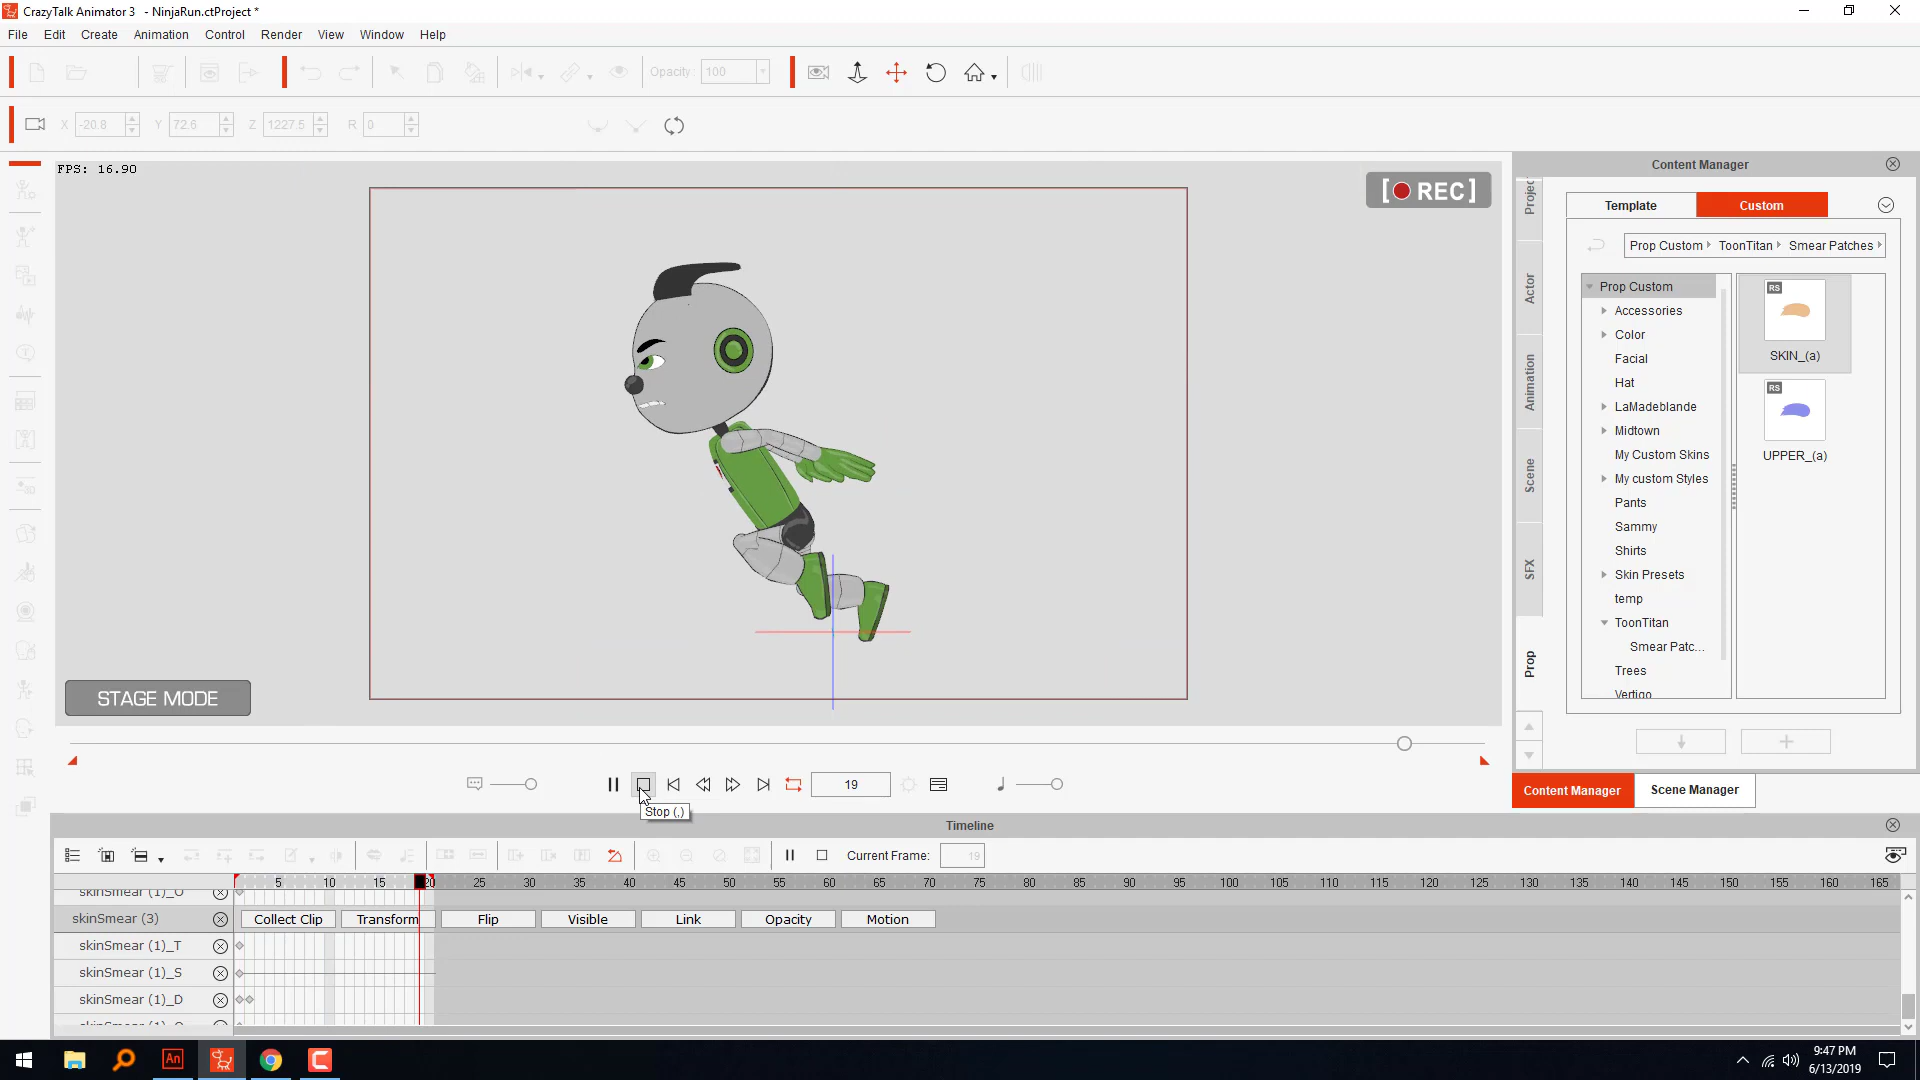 CrazyTalk Animator 3   - NinjaRun.ctProject *
File Edit Create Animation Control Render View Window Help
Opacity : 100
X -20.8 Y 72.6 Z 1227.5 R 0
FPS: 16.90
[ REC ]
STAGE MODE
19
Stop (,)
Content Manager
Template Custom
Prop Custom ToonTitan Smear Patches
Projec
Actor
Animation
Scene
SFX
Prop
Prop Custom
Accessories
Color
Facial
Hat
LaMadeblande
Midtown
My Custom Skins
My custom Styles
Pants
Sammy
Shirts
Skin Presets
temp
ToonTitan
Smear Patc...
Trees
Vertigo
RS
SKIN_(a)
RS
UPPER_(a)
Content Manager Scene Manager
Timeline
Current Frame: 19
5 10 15 20 25 30 35 40 45 50 55 60 65 70 75 80 85 90 95 100 105 110 115 120 125 130 135 140 145 150 155 160 165
skinSmear (1)_O
skinSmear (3) Collect Clip Transform Flip Visible Link Opacity Motion
skinSmear (1)_T
skinSmear (1)_S
skinSmear (1)_D
An
9:47 PM
6/13/2019